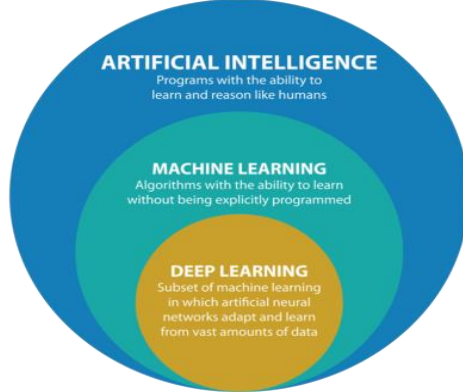 ARTIFICIAL INTELLIGENCE
Programs with the ability to
learn and reason like humans
MACHINE LEARNING
Algorithms with the ability to learn
without being explicitly programmed
DEEP LEARNING
Subset of machine learning
in which artificial neural
networks adapt and learn
from vast amounts of data